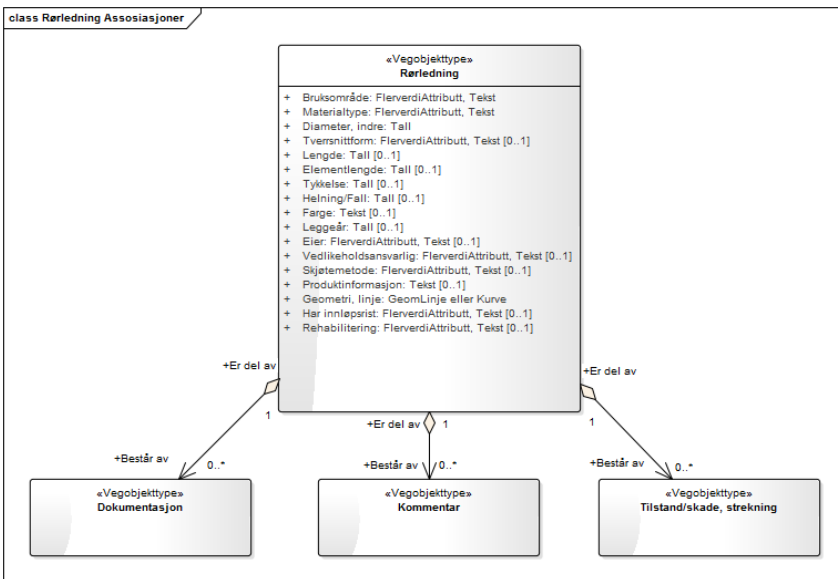 class Rørledning Assosiasjoner
«Vegobjekttype»
Rørledning
+ Bruksområde: FlerverdiAttributt, Tekst
+ Materialtype: FlerverdiAttributt, Tekst
+ Diameter, indre: Tall
+ Tverrsnittform: FlerverdiAttributt, Tekst [0..1]
+ Lengde: Tall [0..1]
+ Elementlengde: Tall [0..1]
+ Tykkelse: Tall [0..1]
+ Helning/Fall: Tall [0..1]
+ Farge: Tekst [0..1]
+ Leggeår: Tall [0..1]
+ Eier: FlerverdiAttributt, Tekst [0..1]
+ Vedlikeholdsansvarlig: FlerverdiAttributt, Tekst [0..1]
+ Skjøtemetode: FlerverdiAttributt, Tekst [0..1]
+ Produktinformasjon: Tekst [0..1]
+ Geometri, linje: GeomLinje eller Kurve
+ Har innløpsrist: FlerverdiAttributt, Tekst [0..1]
+ Rehabilitering: FlerverdiAttributt, Tekst [0..1]
+Er del av
1
+Består av
0..*
+Er del av
1
+Består av
0..*
+Er del av
1
+Består av
0..*
«Vegobjekttype»
Dokumentasjon
«Vegobjekttype»
Kommentar
«Vegobjekttype»
Tilstand/skade, strekning